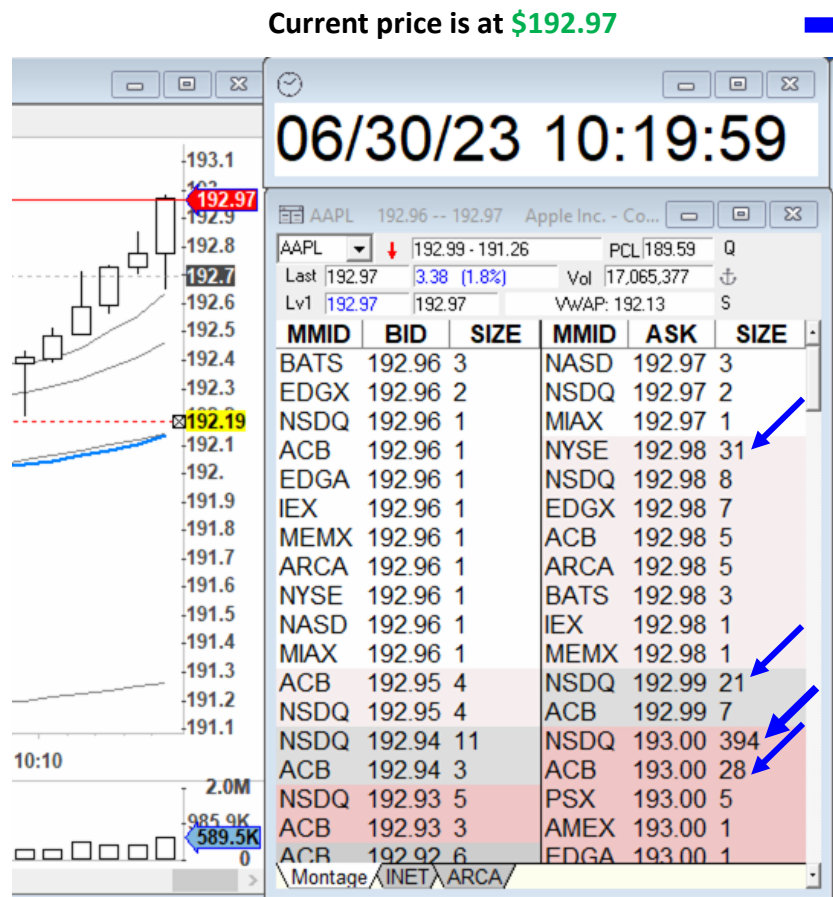 Current price is at $192.97
06/30/23 10:19:59
193.1
192.97
192.9
192.8
192.7
192.6
192.5
192.4
192.3
192.19
192.1
192.
191.9
191.8
191.7
191.6
191.5
191.4
191.3
191.2
191.1
10:10
2.0M
985.9K
589.5K
0
AAPL 192.96 -- 192.97 Apple Inc. - Co...
AAPL 192.99 - 191.26 PCL 189.59 Q
Last 192.97 3.38 (1.8%) Vol 17,065,377
Lv1 192.97 192.97 VWAP: 192.13 S
MMID BID SIZE MMID ASK SIZE
BATS 192.96 3 NASD 192.97 3
EDGX 192.96 2 NSDQ 192.97 2
NSDQ 192.96 1 MIAX 192.97 1
ACB 192.96 1 NYSE 192.98 31
EDGA 192.96 1 NSDQ 192.98 8
IEX 192.96 1 EDGX 192.98 7
MEMX 192.96 1 ACB 192.98 5
ARCA 192.96 1 ARCA 192.98 5
NYSE 192.96 1 BATS 192.98 3
NASD 192.96 1 IEX 192.98 1
MIAX 192.96 1 MEMX 192.98 1
ACB 192.95 4 NSDQ 192.99 21
NSDQ 192.95 4 ACB 192.99 7
NSDQ 192.94 11 NSDQ 193.00 394
ACB 192.94 3 ACB 193.00 28
NSDQ 192.93 5 PSX 193.00 5
ACB 192.93 3 AMEX 193.00 1
ACB 192.92 6 EDGA 193.00 1
Montage INET ARCA